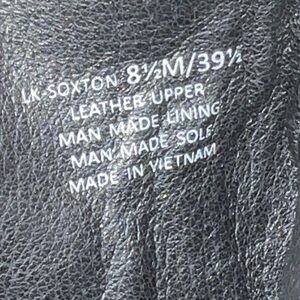 LK SOXTON 8½M/39½
LEATHER UPPER
MAN MADE LINING
MAN MADE SOLE
MADE IN VIETNAM